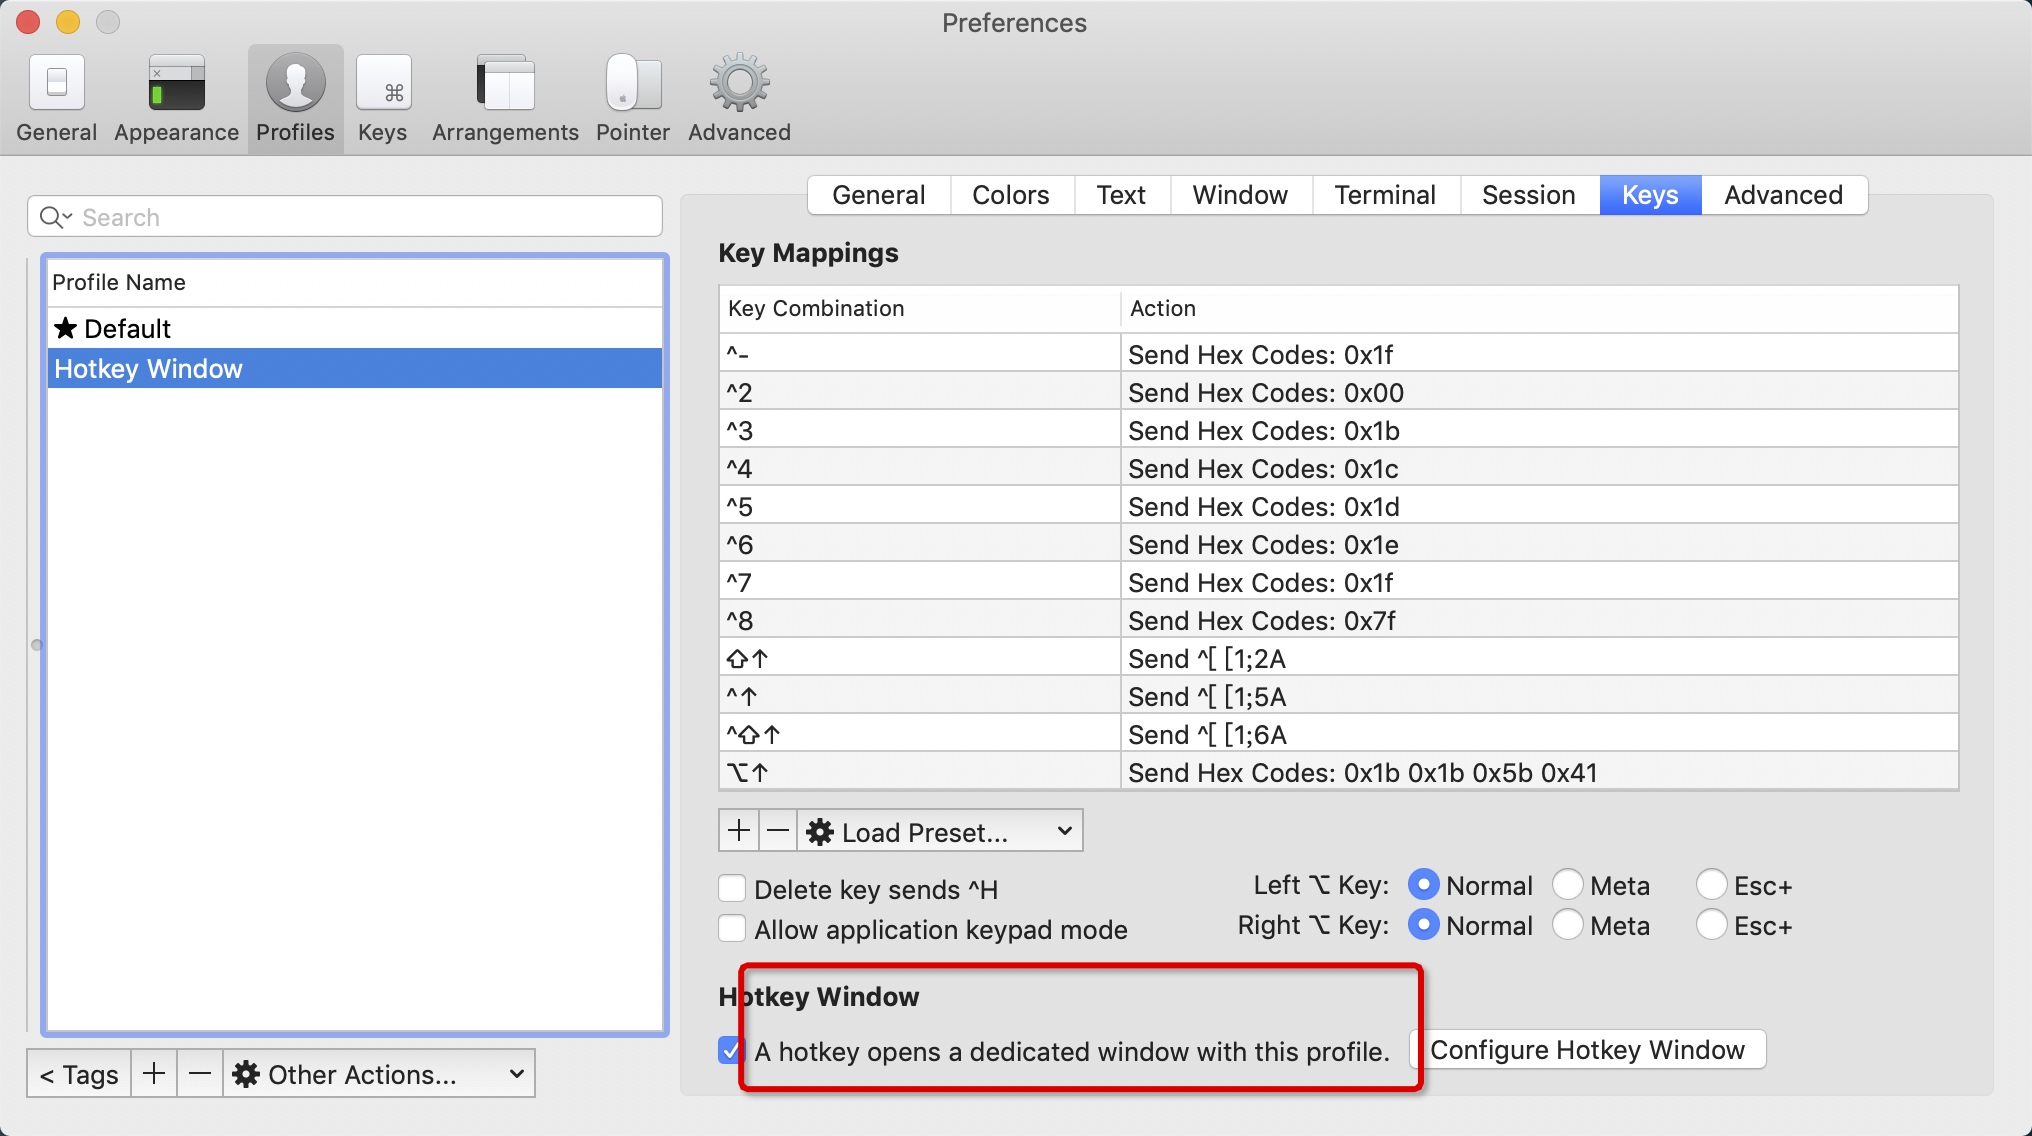 Preferences
General Appearance Profiles Keys Arrangements Pointer Advanced
Search
Profile Name
★ Default
Hotkey Window
< Tags + − Other Actions...
General Colors Text Window Terminal Session Keys Advanced
Key Mappings
Key Combination Action
^- Send Hex Codes: 0x1f
^2 Send Hex Codes: 0x00
^3 Send Hex Codes: 0x1b
^4 Send Hex Codes: 0x1c
^5 Send Hex Codes: 0x1d
^6 Send Hex Codes: 0x1e
^7 Send Hex Codes: 0x1f
^8 Send Hex Codes: 0x7f
⇧↑ Send ^[ [1;2A
^↑ Send ^[ [1;5A
^⇧↑ Send ^[ [1;6A
⌥↑ Send Hex Codes: 0x1b 0x1b 0x5b 0x41
+ − Load Preset...
Delete key sends ^H
Allow application keypad mode
Left ⌥ Key: Normal Meta Esc+
Right ⌥ Key: Normal Meta Esc+
Hotkey Window
A hotkey opens a dedicated window with this profile. Configure Hotkey Window